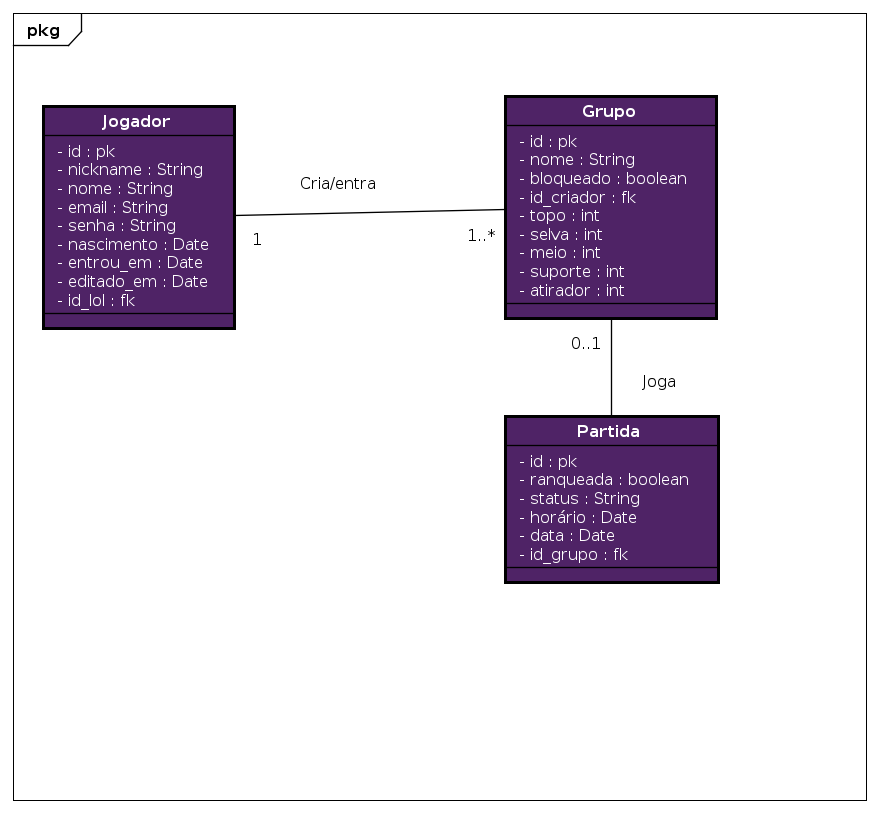 pkg
Jogador
- id : pk
- nickname : String
- nome : String
- email : String
- senha : String
- nascimento : Date
- entrou_em : Date
- editado_em : Date
- id_lol : fk
Cria/entra
1
1..*
Grupo
- id : pk
- nome : String
- bloqueado : boolean
- id_criador : fk
- topo : int
- selva : int
- meio : int
- suporte : int
- atirador : int
0..1
Joga
Partida
- id : pk
- ranqueada : boolean
- status : String
- horário : Date
- data : Date
- id_grupo : fk